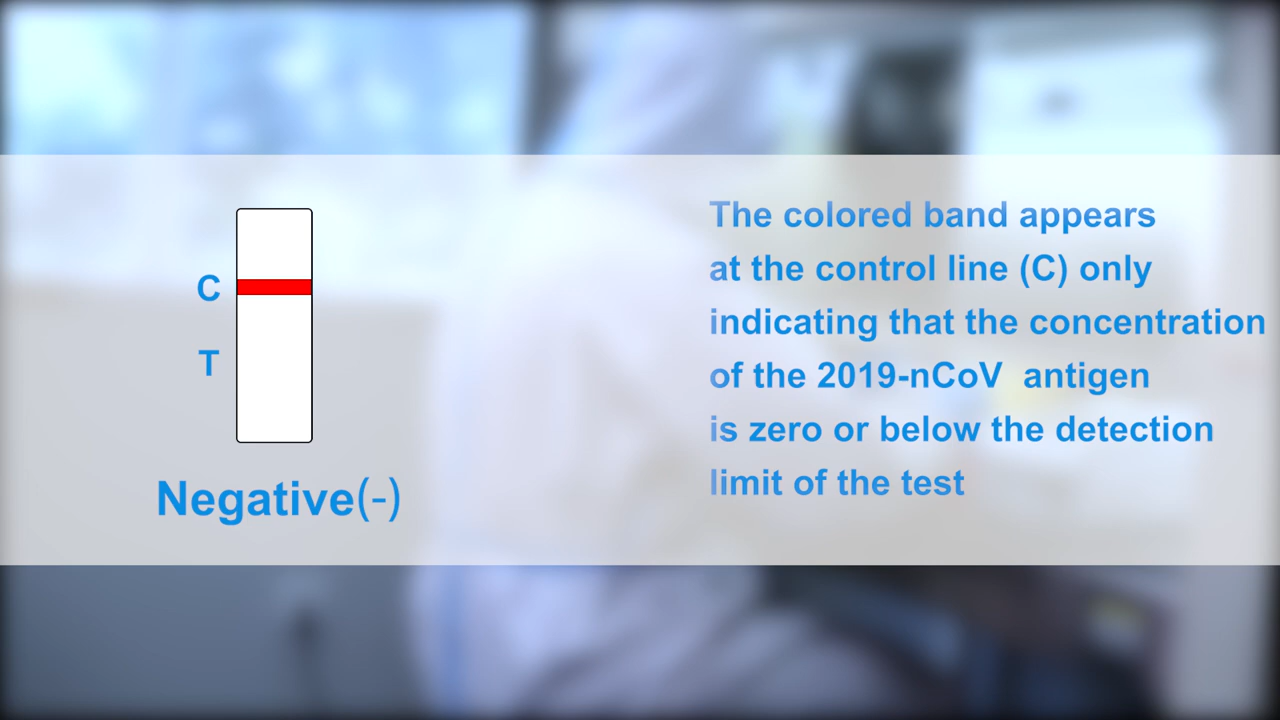 C
T
Negative(-)
The colored band appears
at the control line (C) only
indicating that the concentration
of the 2019-nCoV antigen
is zero or below the detection
limit of the test